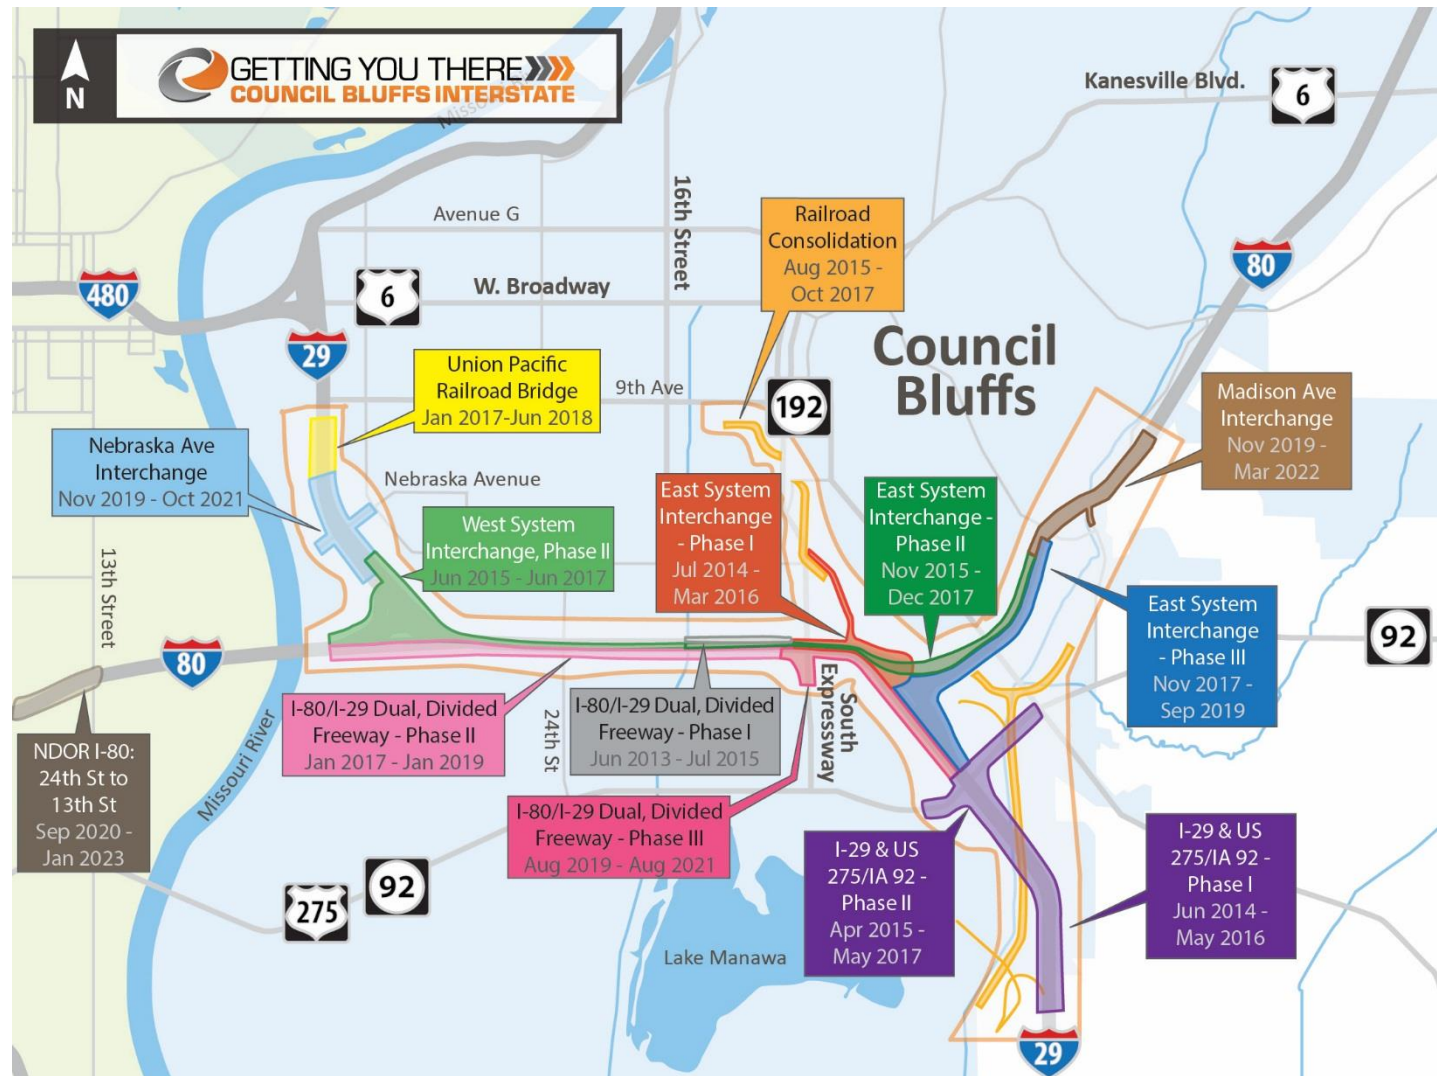 N
GETTING YOU THERE
COUNCIL BLUFFS INTERSTATE
Kanesville Blvd.
6
16th Street
Avenue G
Railroad
Consolidation
Aug 2015 -
Oct 2017
80
480
6
W. Broadway
29
Council
Bluffs
Union Pacific
Railroad Bridge
Jan 2017-Jun 2018
9th Ave
192
Madison Ave
Interchange
Nov 2019 -
Mar 2022
Nebraska Ave
Interchange
Nov 2019 - Oct 2021
Nebraska Avenue
East System
Interchange
- Phase I
Jul 2014 -
Mar 2016
East System
Interchange -
Phase II
Nov 2015 -
Dec 2017
West System
Interchange, Phase II
Jun 2015 - Jun 2017
13th Street
East System
Interchange
- Phase III
Nov 2017 -
Sep 2019
92
80
South
Expressway
I-80/I-29 Dual, Divided
Freeway - Phase II
Jan 2017 - Jan 2019
24th St
I-80/I-29 Dual, Divided
Freeway - Phase I
Jun 2013 - Jul 2015
NDOR I-80:
24th St to
13th St
Sep 2020 -
Jan 2023
Missouri River
I-80/I-29 Dual, Divided
Freeway - Phase III
Aug 2019 - Aug 2021
I-29 & US
275/IA 92 -
Phase II
Apr 2015 -
May 2017
I-29 & US
275/IA 92 -
Phase I
Jun 2014 -
May 2016
275
92
Lake Manawa
29